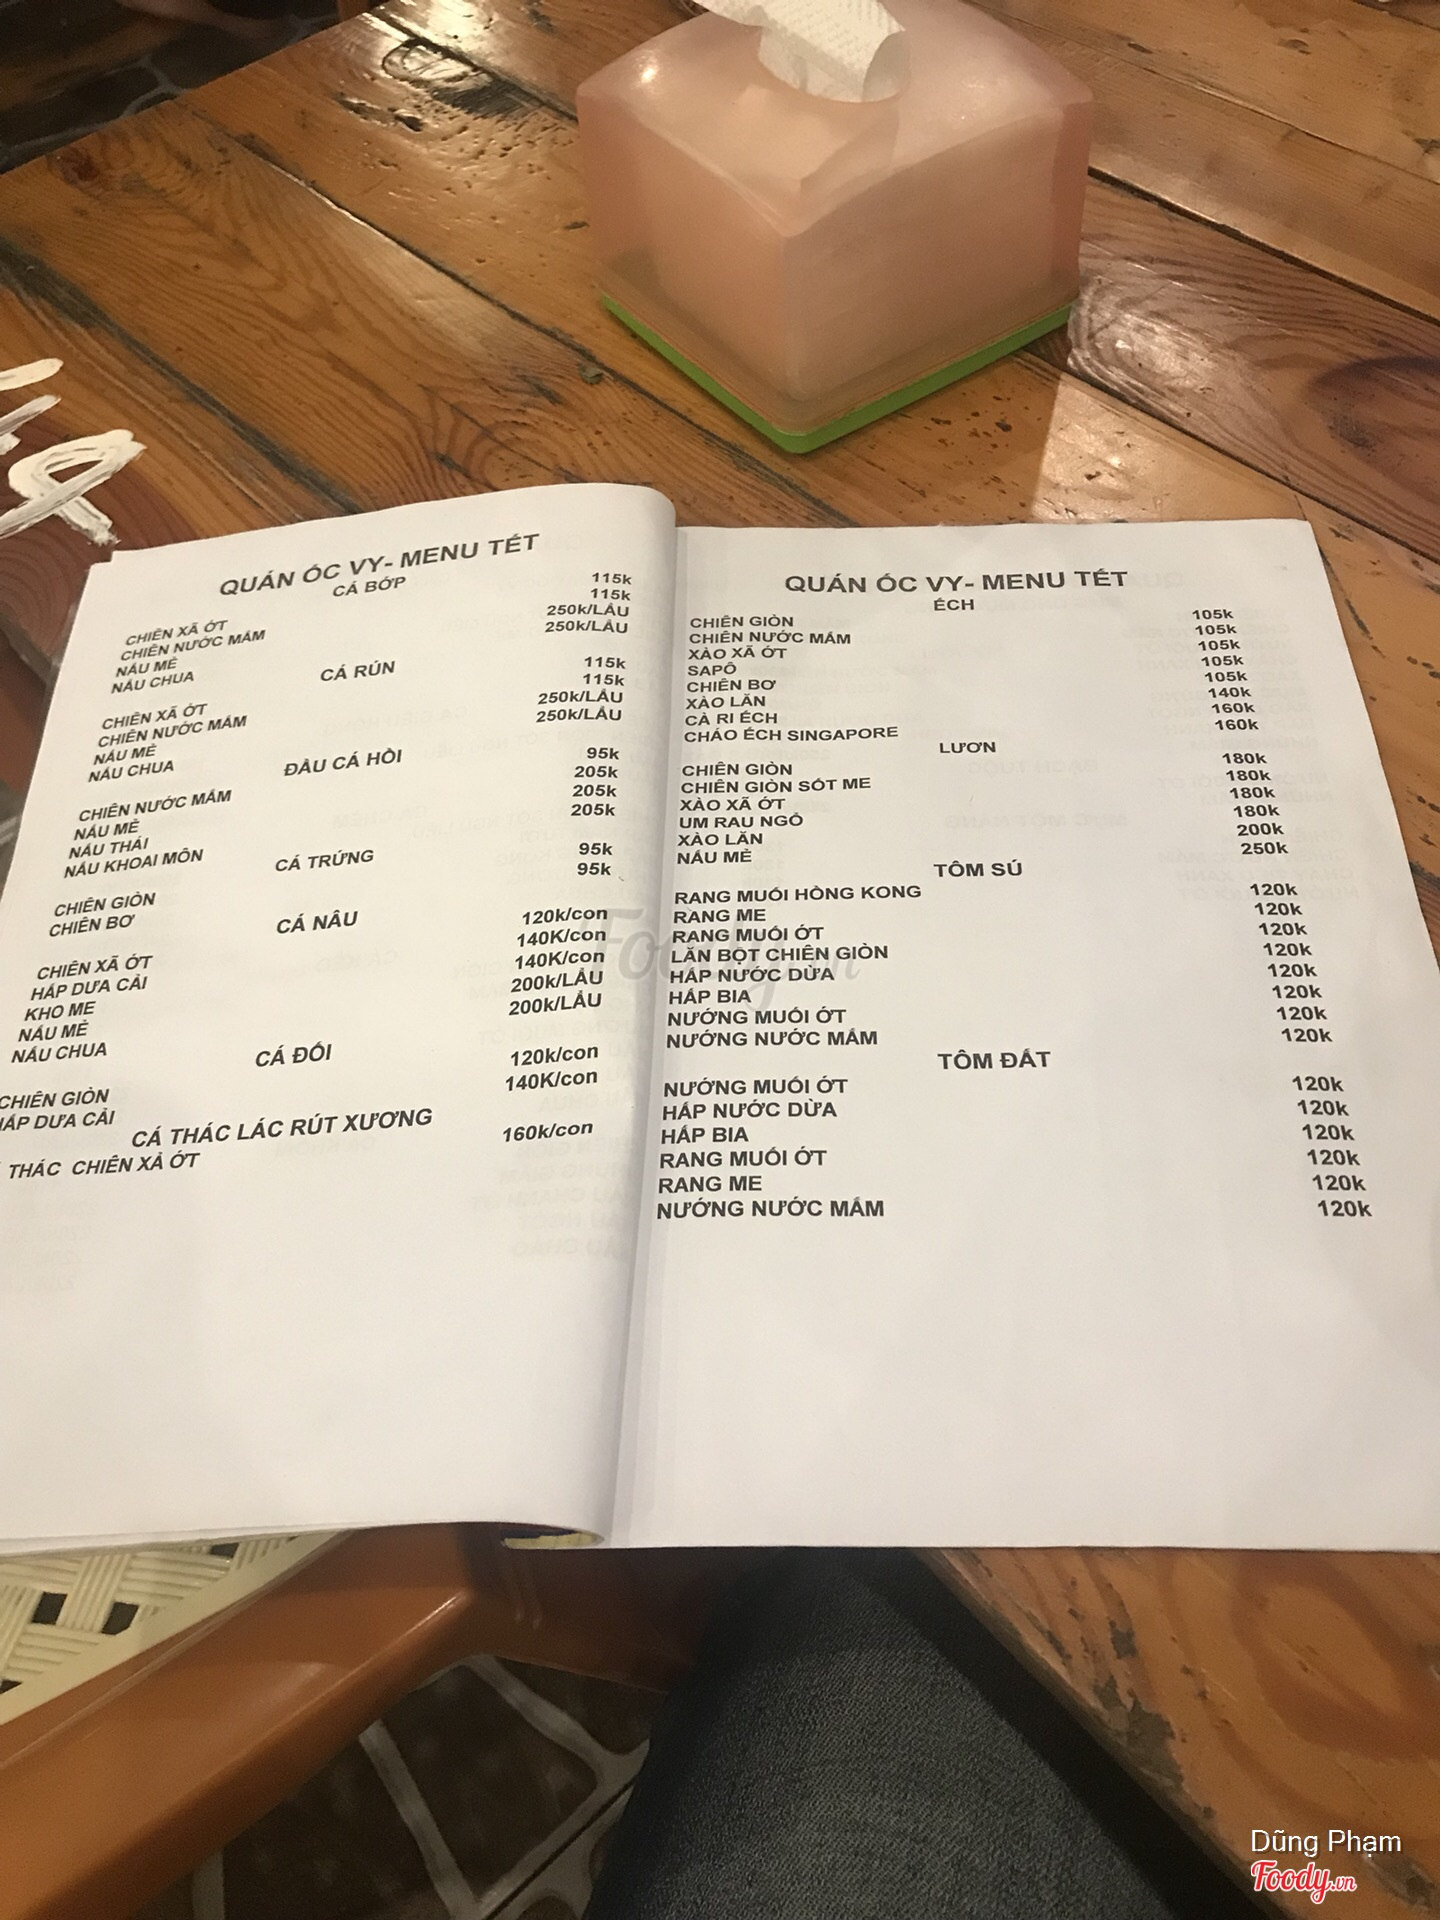 QUÁN ỐC VY- MENU TẾT
CÁ BỚP
CHIÊN XÃ ỚT 115k
CHIÊN NƯỚC MẮM 115k
NẤU MẺ 250k/LẨU
NẤU CHUA 250k/LẨU
CÁ RÚN
CHIÊN XÃ ỚT 115k
CHIÊN NƯỚC MẮM 115k
NẤU MẺ 250k/LẨU
NẤU CHUA 250k/LẨU
ĐẦU CÁ HỒI
CHIÊN NƯỚC MẮM 95k
NẤU MẺ 205k
NẤU THÁI 205k
NẤU KHOAI MÔN 205k
CÁ TRỨNG
CHIÊN GIÒN 95k
CHIÊN BƠ 95k
CÁ NÂU
CHIÊN XÃ ỚT 120k/con
HẤP DƯA CẢI 140K/con
KHO ME 140K/con
NẤU MẺ 200k/LẨU
NẤU CHUA 200k/LẨU
CÁ ĐỐI
CHIÊN GIÒN 120k/con
HẤP DƯA CẢI 140K/con
CÁ THÁC LÁC RÚT XƯƠNG
THÁC CHIÊN XẢ ỚT 160k/con
QUÁN ỐC VY- MENU TẾT
ẾCH
CHIÊN GIÒN 105k
CHIÊN NƯỚC MẮM 105k
XÀO XÃ ỚT 105k
SAPÔ 105k
CHIÊN BƠ 105k
XÀO LĂN 140k
CÀ RI ẾCH 160k
CHÁO ẾCH SINGAPORE 160k
LƯƠN
CHIÊN GIÒN 180k
CHIÊN GIÒN SỐT ME 180k
XÀO XÃ ỚT 180k
UM RAU NGỔ 180k
XÀO LĂN 200k
NẤU MẺ 250k
TÔM SÚ
RANG MUỐI HỒNG KONG 120k
RANG ME 120k
RANG MUỐI ỚT 120k
LĂN BỘT CHIÊN GIÒN 120k
HẤP NƯỚC DỪA 120k
HẤP BIA 120k
NƯỚNG MUỐI ỚT 120k
NƯỚNG NƯỚC MẮM 120k
TÔM ĐẤT
NƯỚNG MUỐI ỚT 120k
HẤP NƯỚC DỪA 120k
HẤP BIA 120k
RANG MUỐI ỚT 120k
RANG ME 120k
NƯỚNG NƯỚC MẮM 120k
Foody.vn
Dũng Phạm
Foody.vn